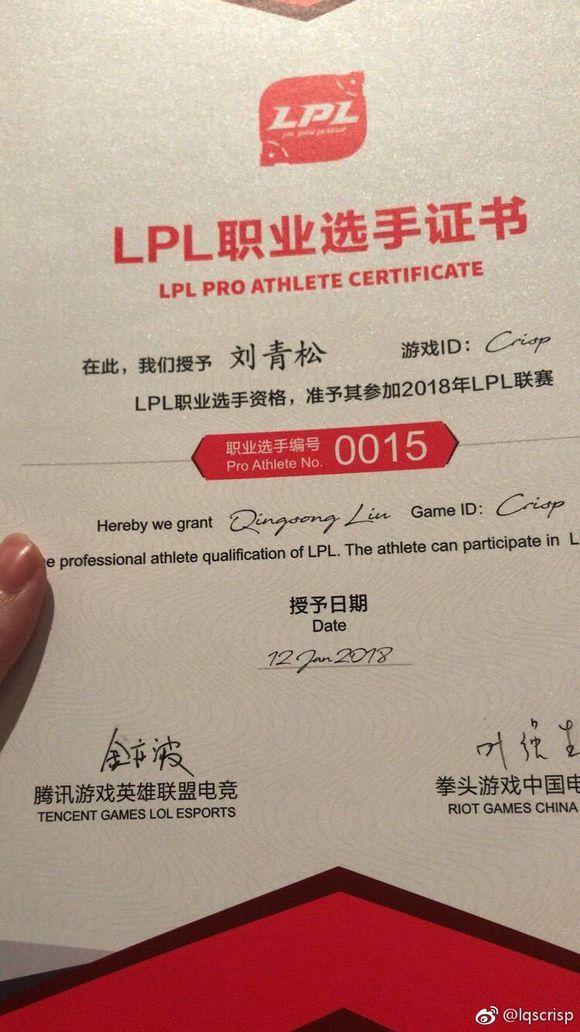 LPL
LPL职业选手证书
LPL PRO ATHLETE CERTIFICATE
在此，我们授予 刘青松 游戏ID： Crisp
LPL职业选手资格，准予其参加2018年LPL联赛
职业选手编号
Pro Athlete No. 0015
Hereby we grant Qingsong Liu Game ID: Crisp
e professional athlete qualification of LPL. The athlete can participate in L
授予日期
Date
12 Jan 2018
腾讯游戏英雄联盟电竞
TENCENT GAMES LOL ESPORTS
拳头游戏中国电
RIOT GAMES CHINA
@lqscrisp